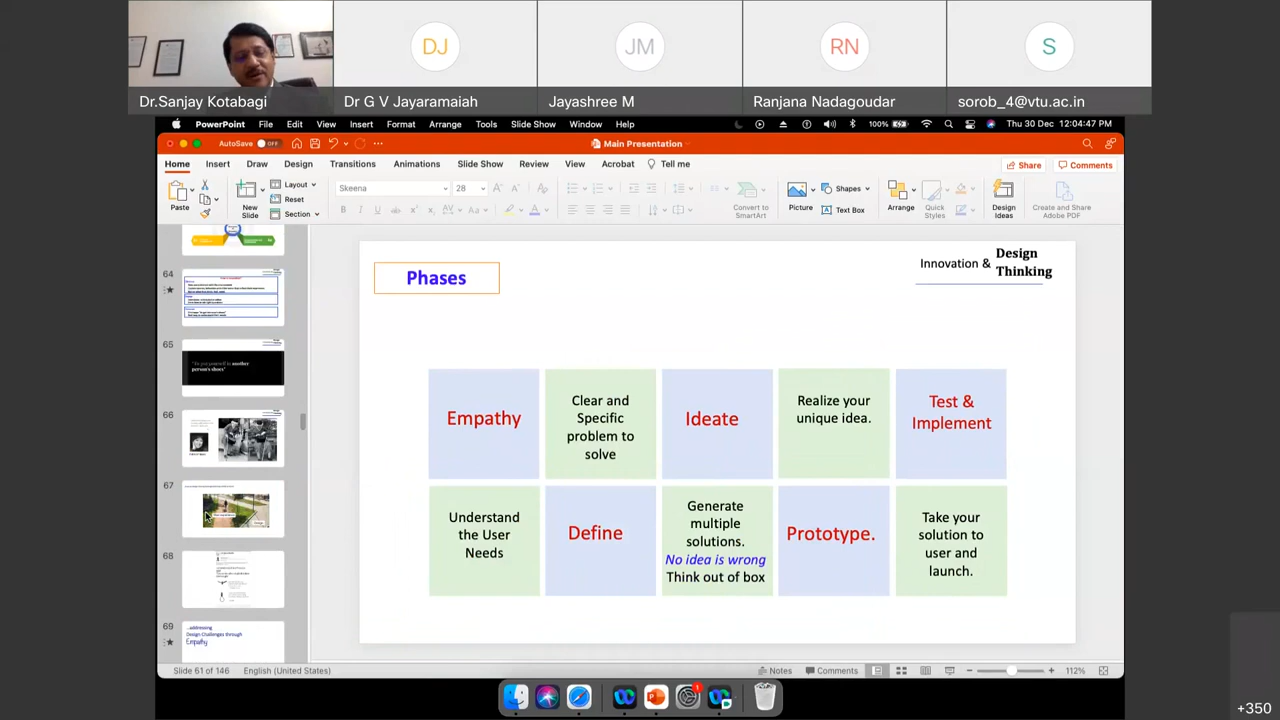 DJ
JM
RN
S
Dr.Sanjay Kotabagi
Dr G V Jayaramaiah
Jayashree M
Ranjana Nadagoudar
sorob_4@vtu.ac.in
PowerPoint File Edit View Insert Format Arrange Tools Slide Show Window Help
100% Thu 30 Dec 12:04:47 PM
AutoSave OFF
Main Presentation
Home Insert Draw Design Transitions Animations Slide Show Review View Acrobat Tell me
Share Comments
Paste
New
Slide
Layout
Reset
Section
Skeena 28
Convert to
SmartArt
Picture
Shapes
Text Box
Arrange
Quick
Styles
Design
Ideas
Create and Share
Adobe PDF
64
65
66
67
68
69
...addressing
Design Challenges through
Empathy
Phases
Innovation & Design
Thinking
Empathy
Clear and
Specific
problem to
solve
Ideate
Realize your
unique idea.
Test &
Implement
Understand
the User
Needs
Define
Generate
multiple
solutions.
No idea is wrong
Think out of box
Prototype.
Take your
solution to
user and
launch.
Slide 61 of 146 English (United States)
Notes Comments 112%
1
+350